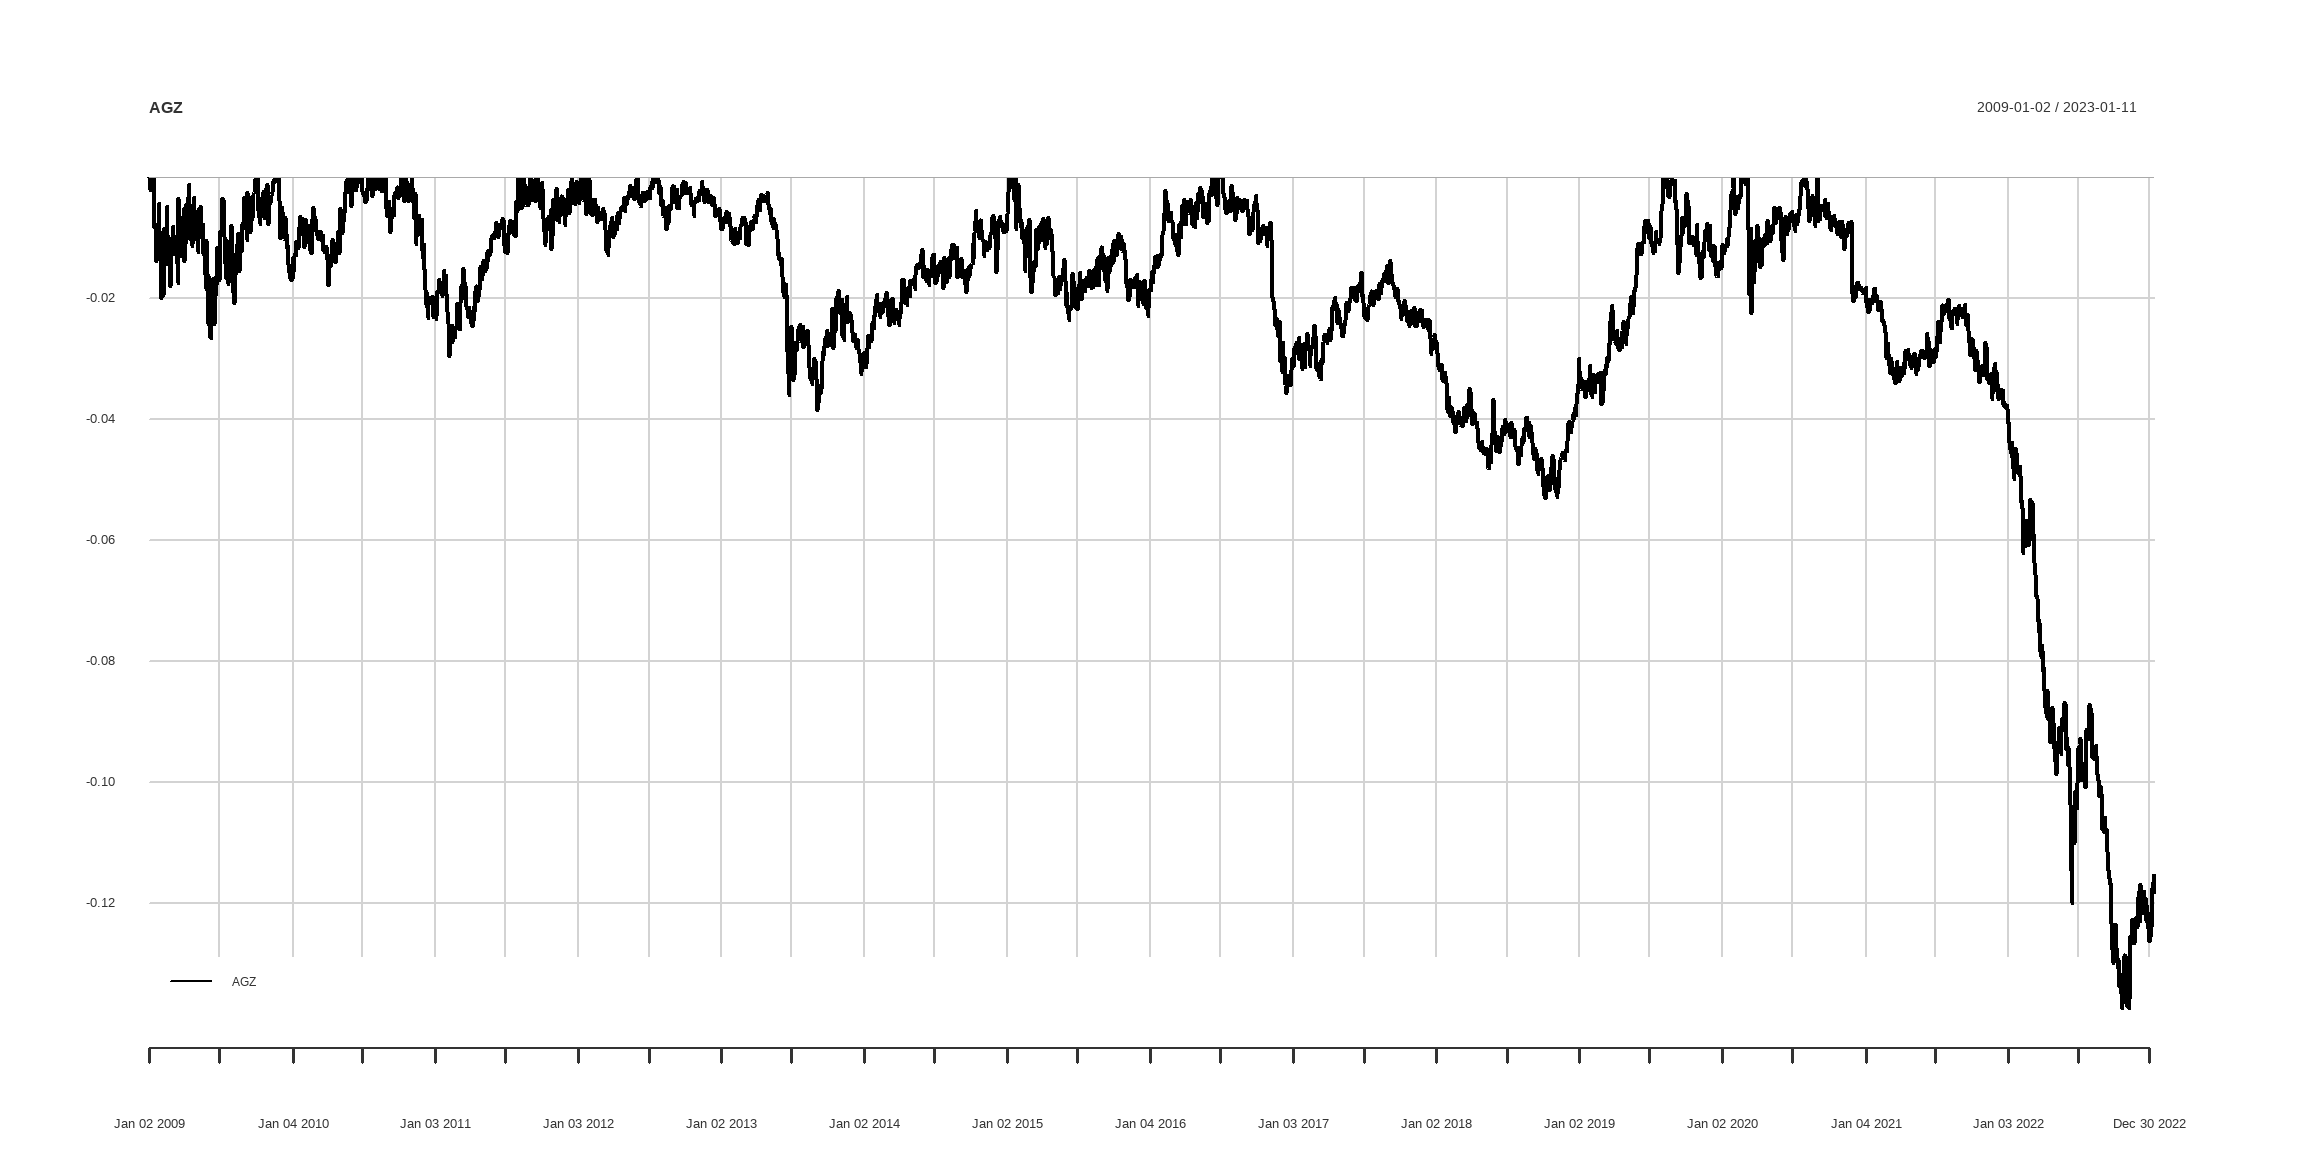 AGZ
2009-01-02 / 2023-01-11
-0.02
-0.04
-0.06
-0.08
-0.10
-0.12
AGZ
Jan 02 2009
Jan 04 2010
Jan 03 2011
Jan 03 2012
Jan 02 2013
Jan 02 2014
Jan 02 2015
Jan 04 2016
Jan 03 2017
Jan 02 2018
Jan 02 2019
Jan 02 2020
Jan 04 2021
Jan 03 2022
Dec 30 2022